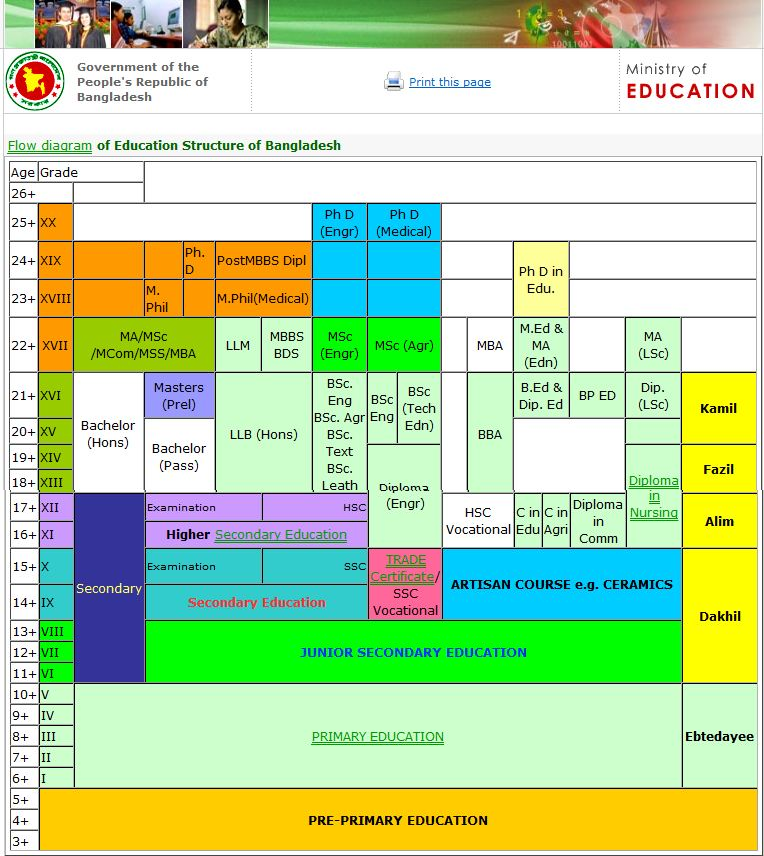 Government of the
People's Republic of
Bangladesh
Print this page
Ministry of
EDUCATION
Flow diagram of Education Structure of Bangladesh
Age Grade
26+
25+ XX
Ph D
(Engr)
Ph D
(Medical)
24+ XIX
Ph.
D
PostMBBS Dipl
Ph D in
Edu.
23+ XVIII
M.
Phil
M.Phil(Medical)
22+ XVII
MA/MSc
/MCom/MSS/MBA
LLM
MBBS
BDS
MSc
(Engr)
MSc (Agr)
MBA
M.Ed &
MA
(Edn)
MA
(LSc)
21+ XVI
Bachelor
(Hons)
Masters
(Prel)
LLB (Hons)
BSc.
Eng
BSc. Agr
BSc.
Text
BSc.
Leath
BSc
Eng
BSc
(Tech
Edn)
BBA
B.Ed &
Dip. Ed
BP ED
Dip.
(LSc)
Kamil
20+ XV
Bachelor
(Pass)
19+ XIV
Diploma
(Engr)
Diploma
in
Nursing
Fazil
18+ XIII
17+ XII
Secondary
Examination
HSC
HSC
Vocational
C in
Edu
C in
Agri
Diploma
in
Comm
Alim
16+ XI
Higher Secondary Education
15+ X
Examination
SSC
TRADE
Certificate/
SSC
Vocational
ARTISAN COURSE e.g. CERAMICS
Dakhil
14+ IX
Secondary Education
13+ VIII
JUNIOR SECONDARY EDUCATION
12+ VII
11+ VI
10+ V
PRIMARY EDUCATION
Ebtedayee
9+ IV
8+ III
7+ II
6+ I
5+
PRE-PRIMARY EDUCATION
4+
3+